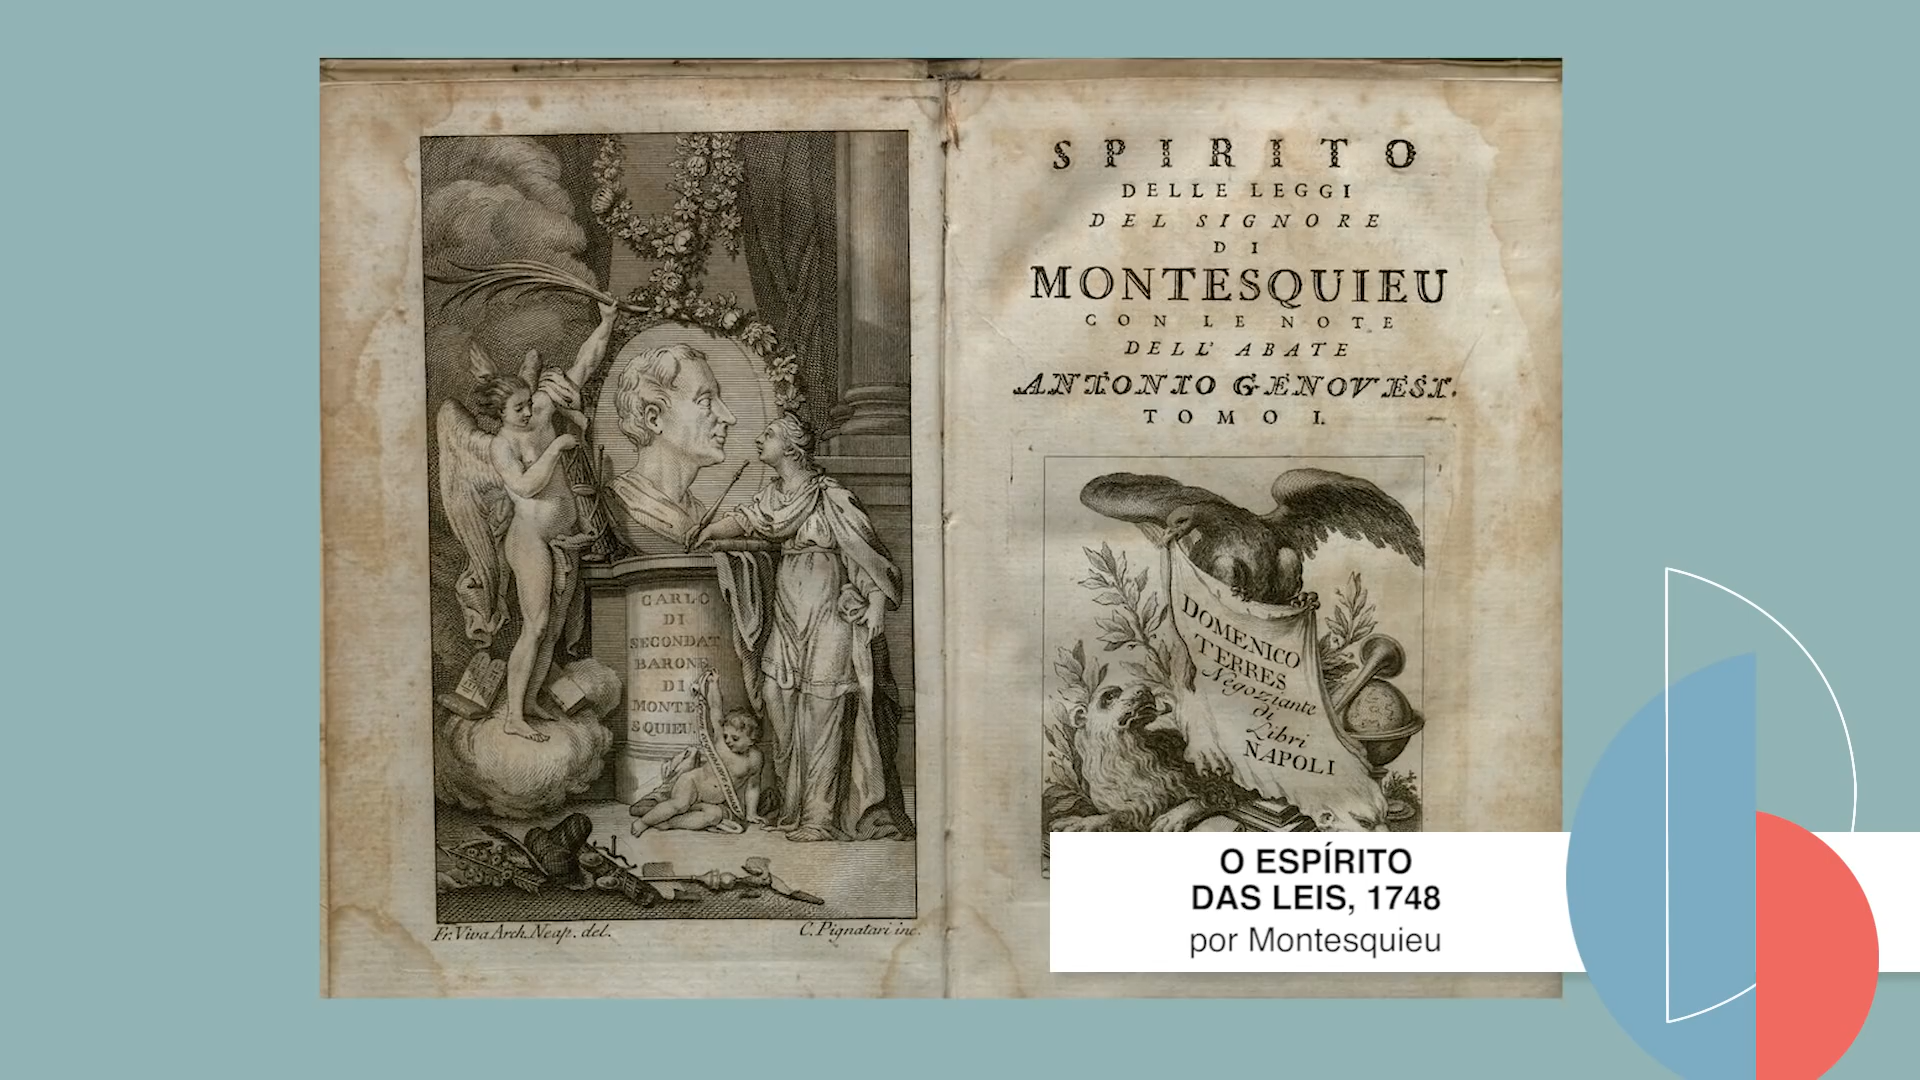 SPIRITO
DELLE LEGGI
DEL SIGNORE
DI
MONTESQUIEU
CON LE NOTE
DELL' ABATE
ANTONIO GENOVESI.
TOMO I.
CARLO
DI
SECONDAT
BARONE
DI
MONTE-
SQUIEU.
DOMENICO
TERRES
Negoziante
di
Libri
NAPOLI
Fr. Viva Arch. Neap. del.
C. Pignatari inc.
O ESPÍRITO
DAS LEIS, 1748
por Montesquieu